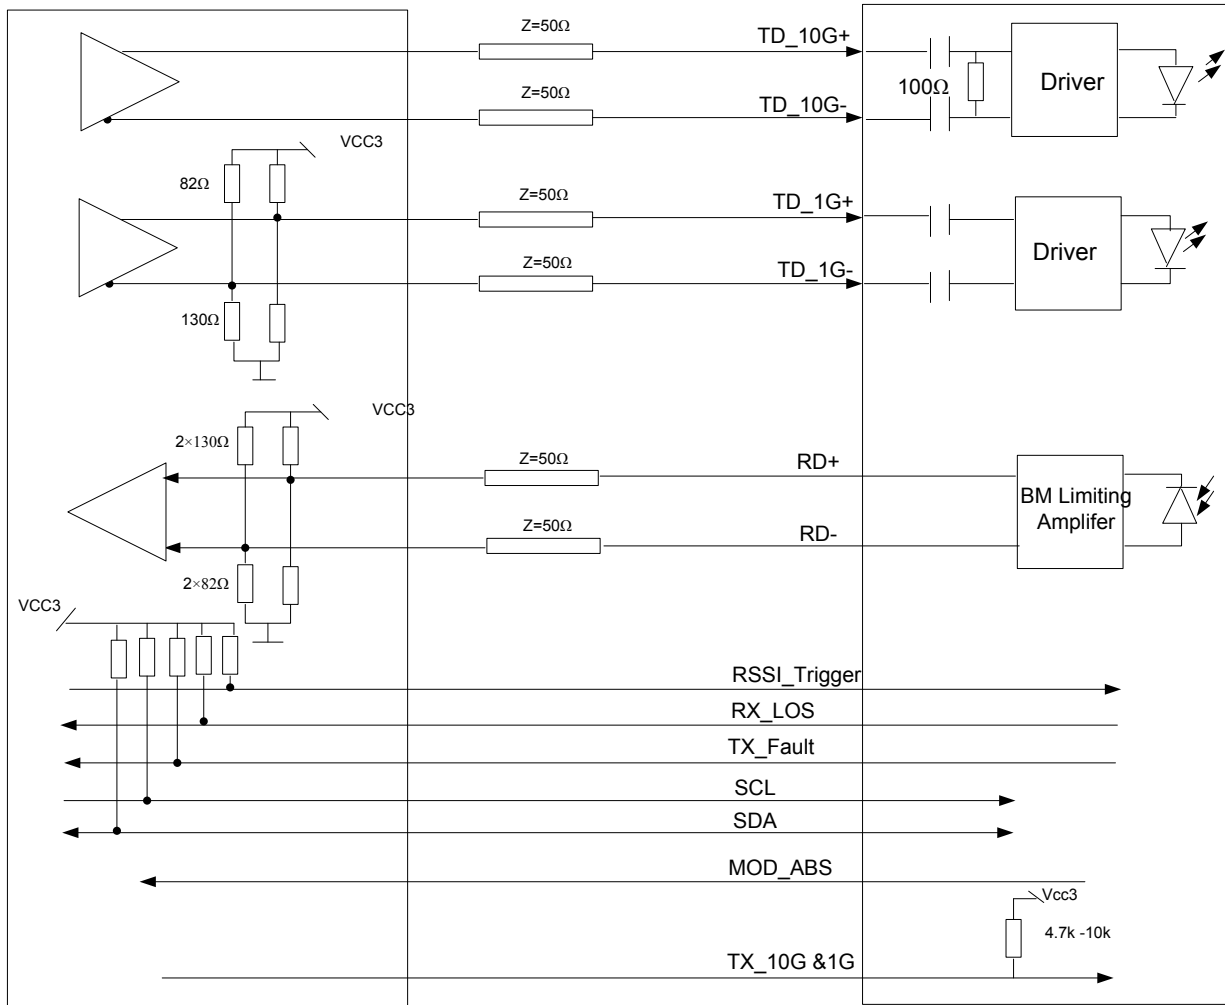 Z=50Ω
TD_10G+
100Ω
Driver
Z=50Ω
TD_10G-
VCC3
82Ω
Z=50Ω
TD_1G+
Driver
Z=50Ω
TD_1G-
130Ω
VCC3
2×130Ω
Z=50Ω
RD+
BM Limiting
Amplifer
Z=50Ω
RD-
2×82Ω
VCC3
RSSI_Trigger
RX_LOS
TX_Fault
SCL
SDA
MOD_ABS
Vcc3
4.7k -10k
TX_10G &1G